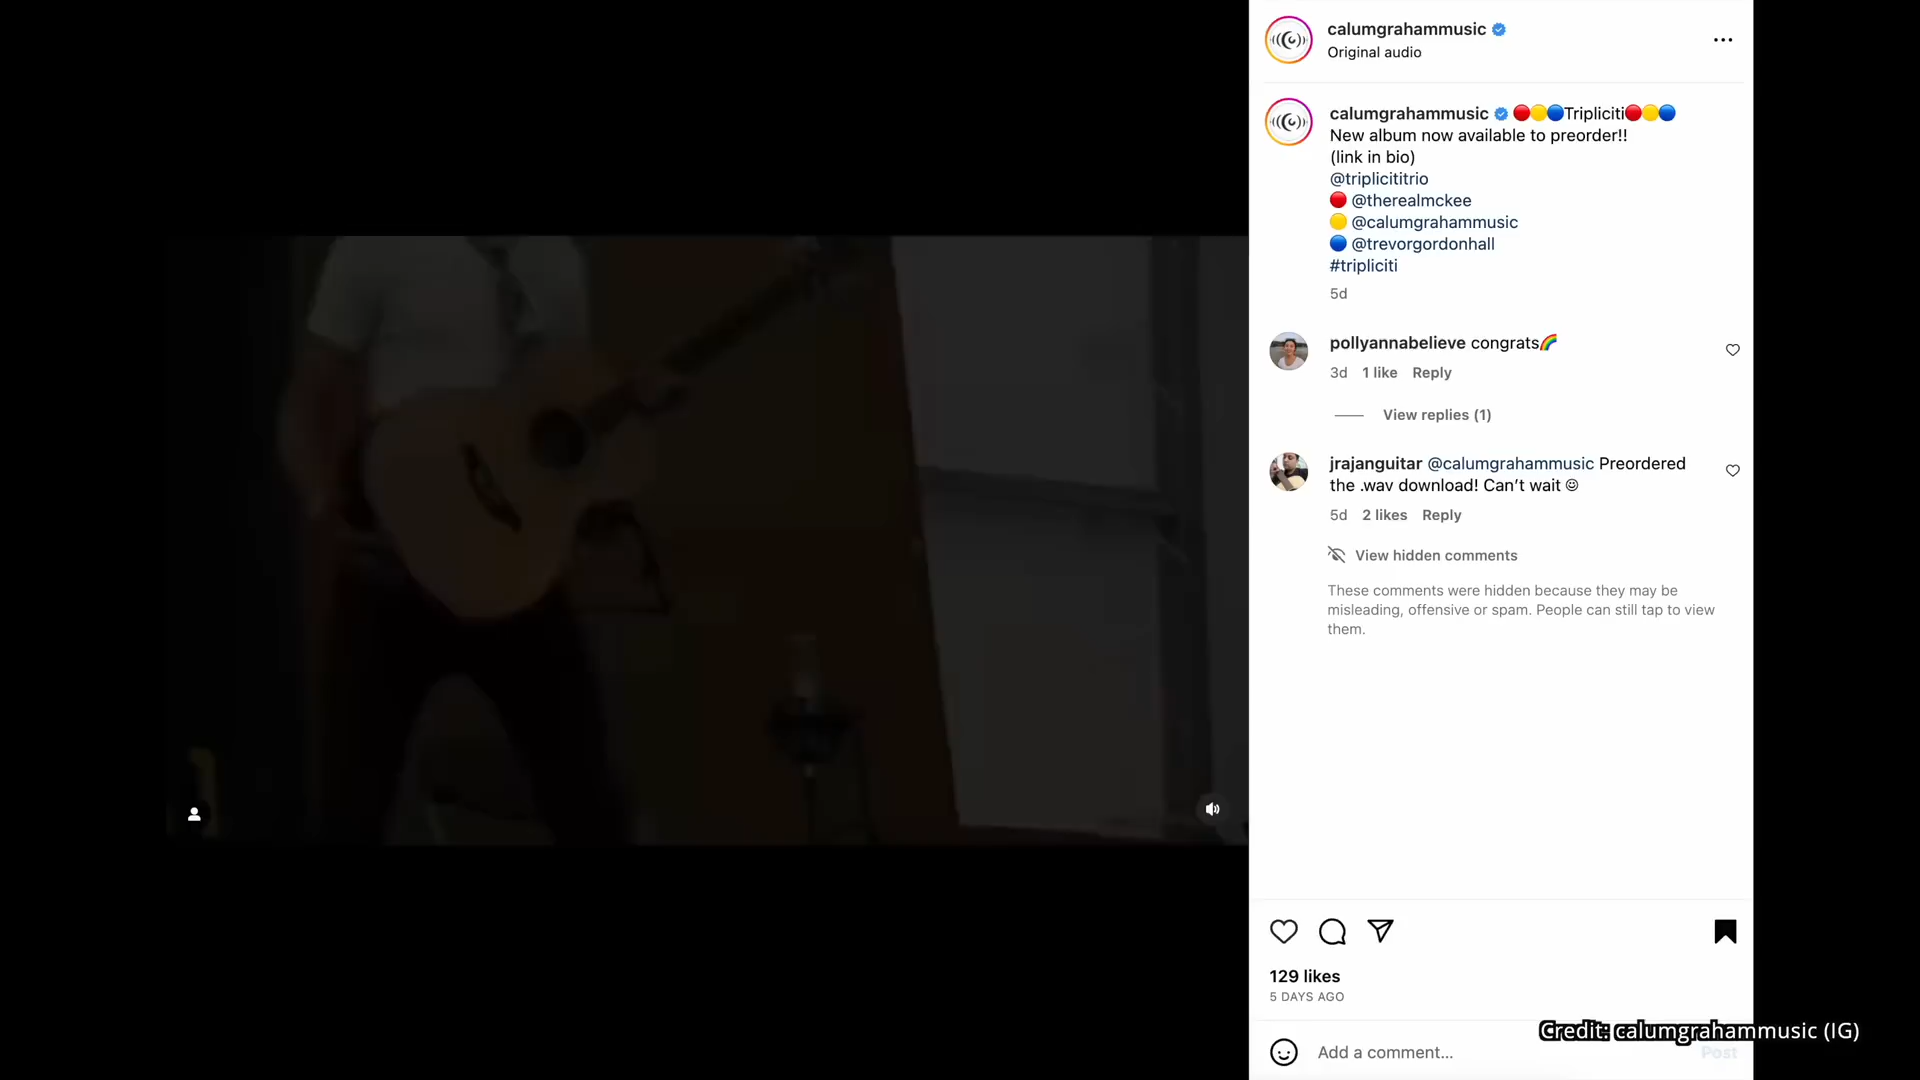 calumgrahammusic
Original audio
calumgrahammusic 🔴🟡🔵Tripliciti🔴🟡🔵
New album now available to preorder!!
(link in bio)
@triplicititrio
🔴 @therealmckee
🟡 @calumgrahammusic
🔵 @trevorgordonhall
#tripliciti
5d
pollyannabelieve congrats🌈
3d 1 like Reply
View replies (1)
jrajanguitar @calumgrahammusic Preordered
the .wav download! Can’t wait ☺
5d 2 likes Reply
View hidden comments
These comments were hidden because they may be
misleading, offensive or spam. People can still tap to view
them.
129 likes
5 DAYS AGO
Credit: calumgrahammusic (IG)
Add a comment...
Post